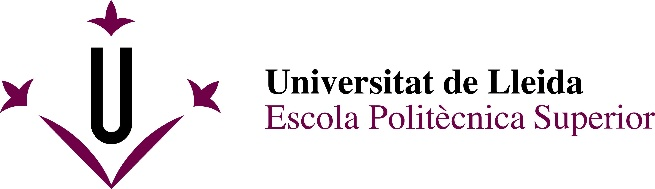 U
Universitat de Lleida
Escola Politècnica Superior